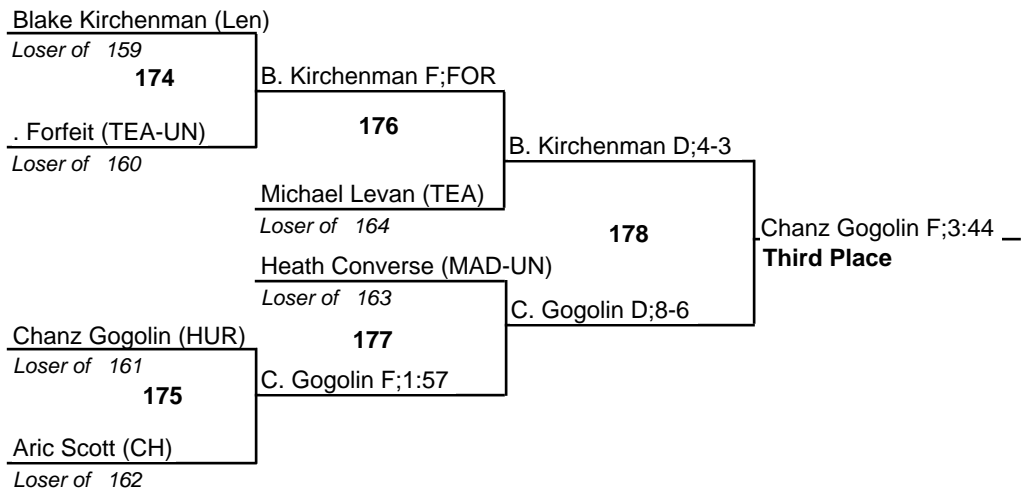 Blake Kirchenman (Len)
Loser of 159
174
B. Kirchenman F;FOR
. Forfeit (TEA-UN)
Loser of 160
176
B. Kirchenman D;4-3
Michael Levan (TEA)
Loser of 164
178
Chanz Gogolin F;3:44
Third Place
Heath Converse (MAD-UN)
Loser of 163
C. Gogolin D;8-6
Chanz Gogolin (HUR)
Loser of 161
177
175
C. Gogolin F;1:57
Aric Scott (CH)
Loser of 162